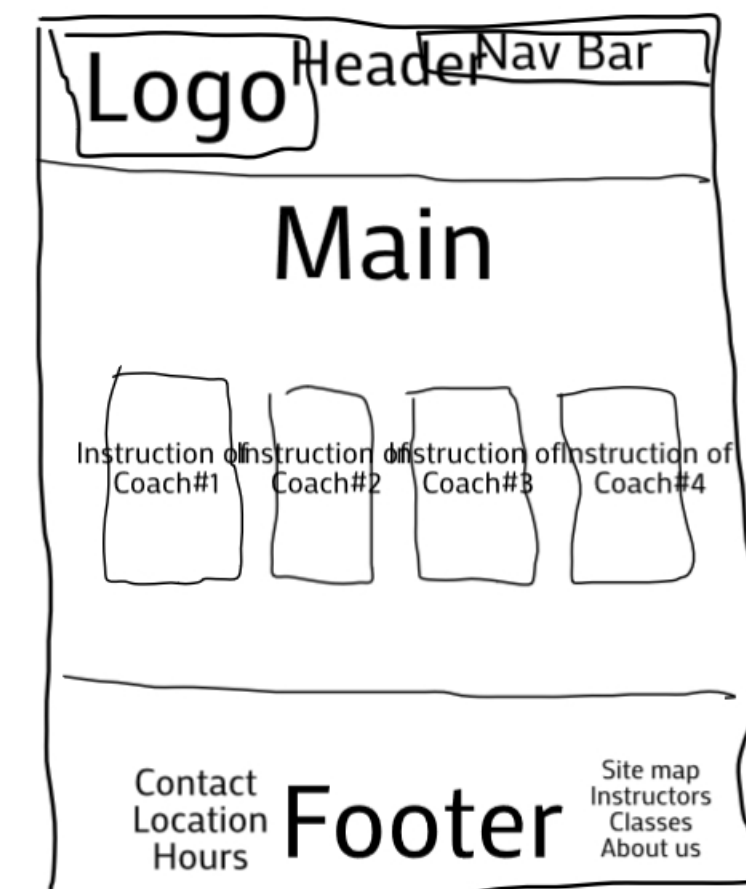 Logo
Header
Nav Bar
Main
Instruction of
Coach#1
Instruction of
Coach#2
Instruction of
Coach#3
Instruction of
Coach#4
Contact
Location
Hours
Footer
Site map
Instructors
Classes
About us